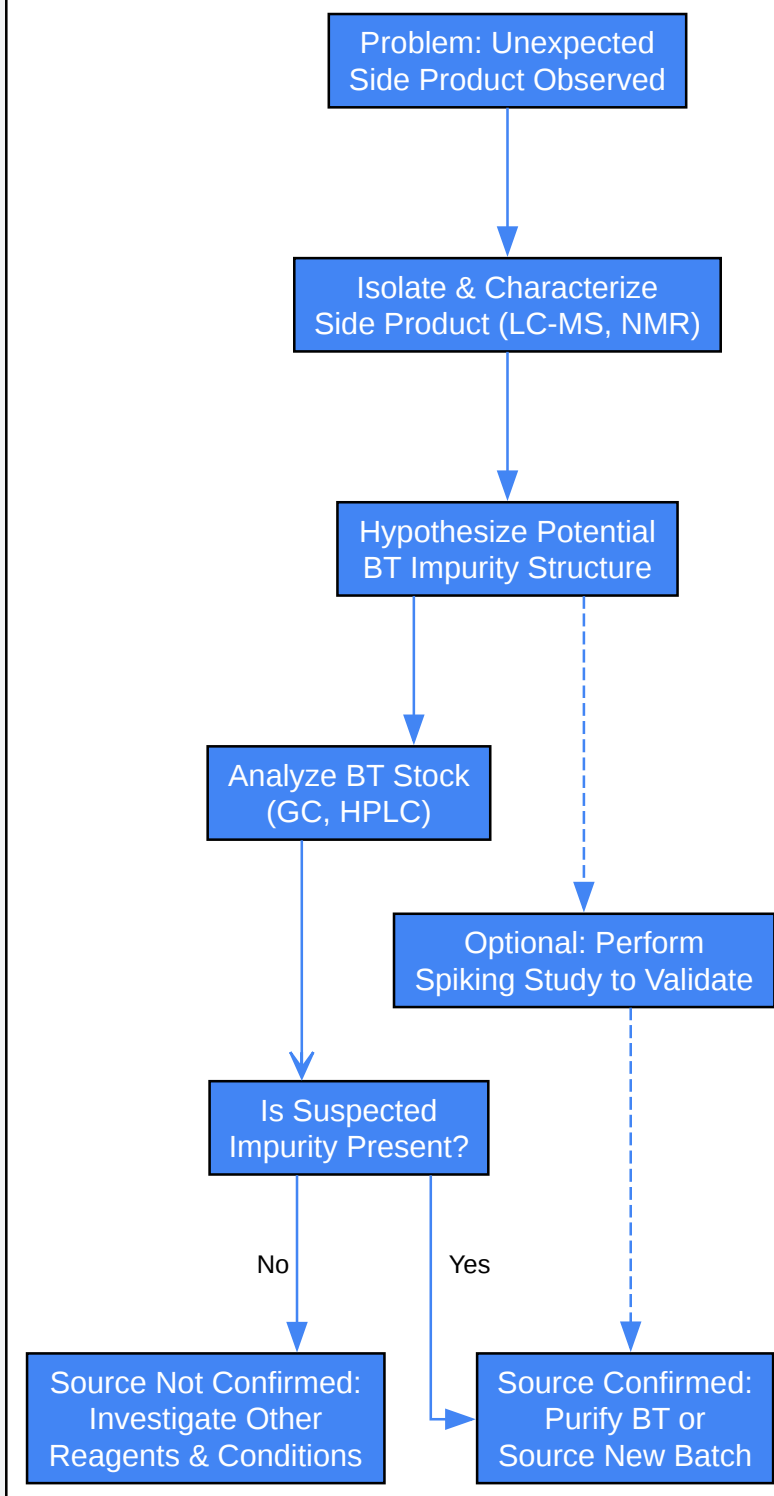 Problem: Unexpected
Side Product Observed
Isolate & Characterize
Side Product (LC-MS, NMR)
Hypothesize Potential
BT Impurity Structure
Analyze BT Stock
(GC, HPLC)
Optional: Perform
Spiking Study to Validate
Is Suspected
Impurity Present?
No
Yes
Source Not Confirmed:
Investigate Other
Reagents & Conditions
Source Confirmed:
Purify BT or
Source New Batch